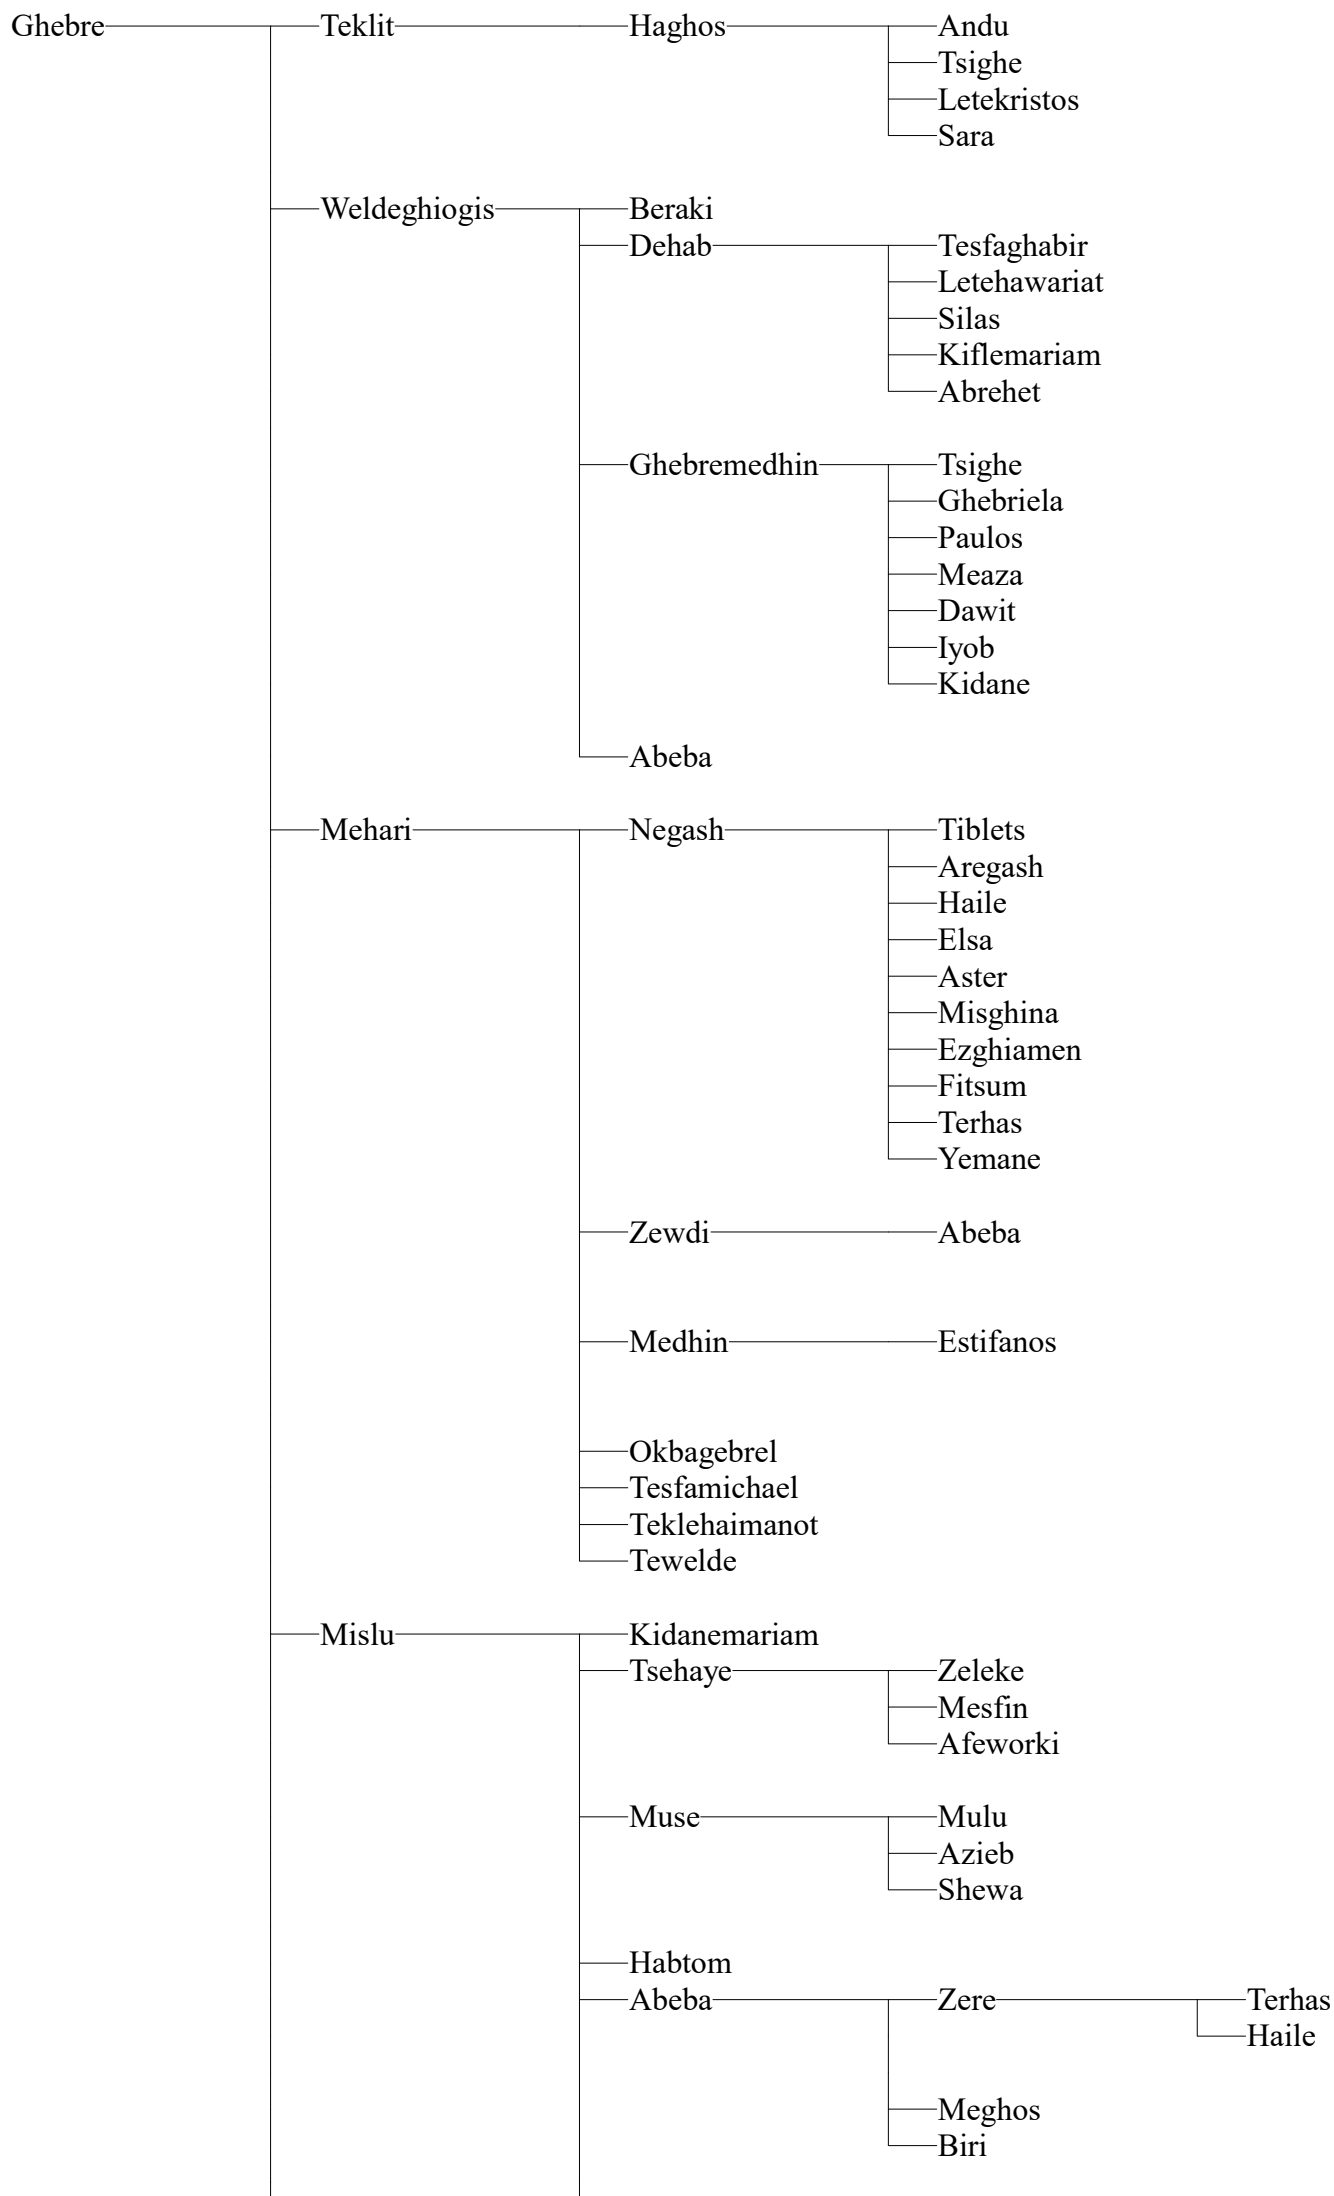 Ghebre Teklit Haghos Andu
Tsighe
Letekristos
Sara
Weldeghiogis Beraki
Dehab Tesfaghabir
Letehawariat
Silas
Kiflemariam
Abrehet
Ghebremedhin Tsighe
Ghebriela
Paulos
Meaza
Dawit
Iyob
Kidane
Abeba
Mehari Negash Tiblets
Aregash
Haile
Elsa
Aster
Misghina
Ezghiamen
Fitsum
Terhas
Yemane
Zewdi Abeba
Medhin Estifanos
Okbagebrel
Tesfamichael
Teklehaimanot
Tewelde
Mislu Kidanemariam
Tsehaye Zeleke
Mesfin
Afeworki
Muse Mulu
Azieb
Shewa
Habtom
Abeba Zere Terhas
Haile
Meghos
Biri